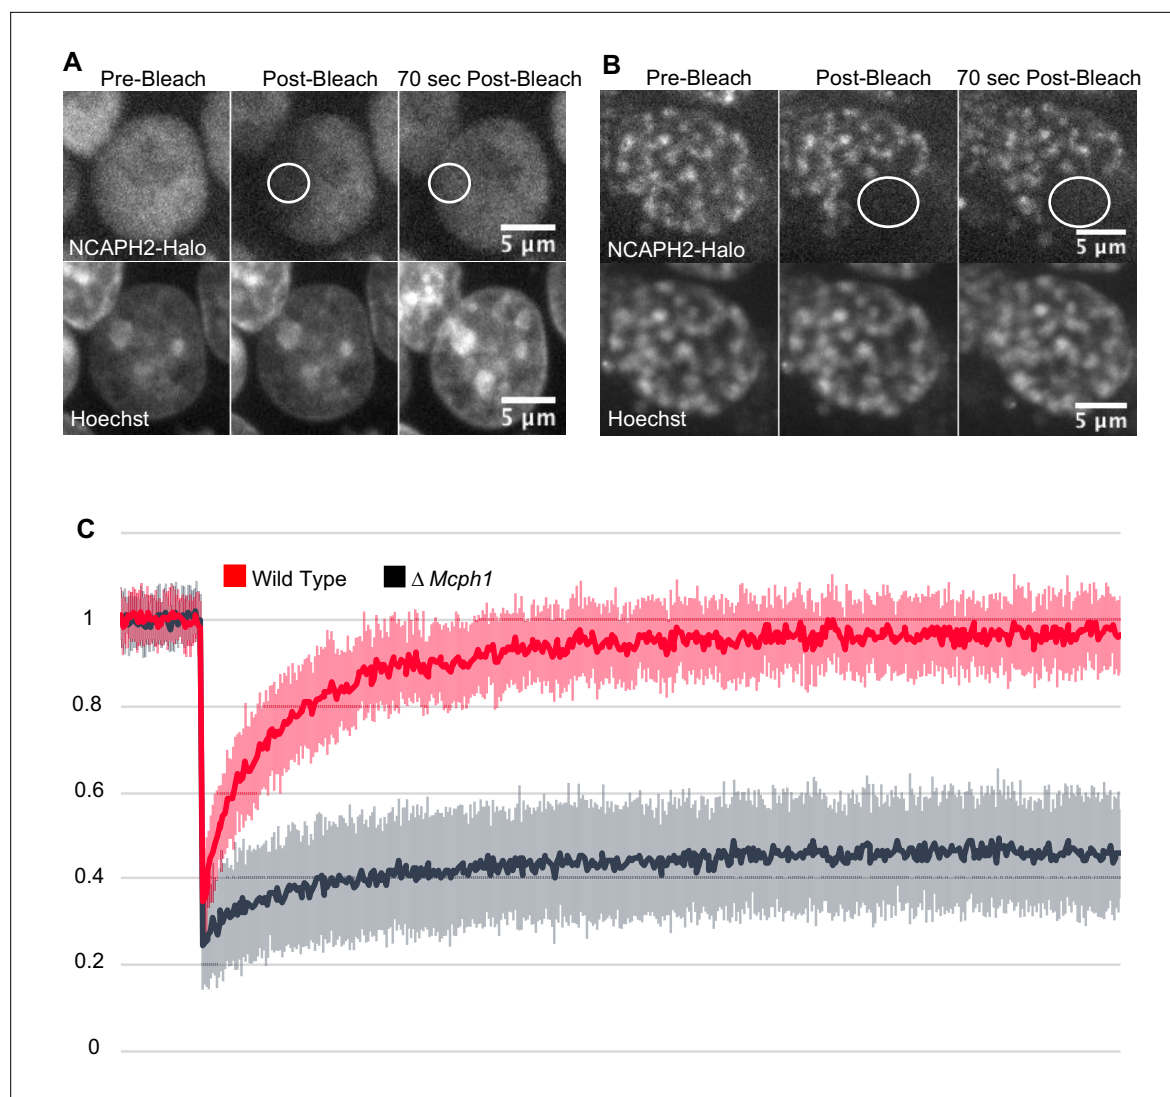 A
Pre-Bleach Post-Bleach 70 sec Post-Bleach
NCAPH2-Halo
5 µm
Hoechst
5 µm
B
Pre-Bleach Post-Bleach 70 sec Post-Bleach
NCAPH2-Halo
5 µm
Hoechst
5 µm
C
Wild Type
Δ Mcph1
1
0.8
0.6
0.4
0.2
0